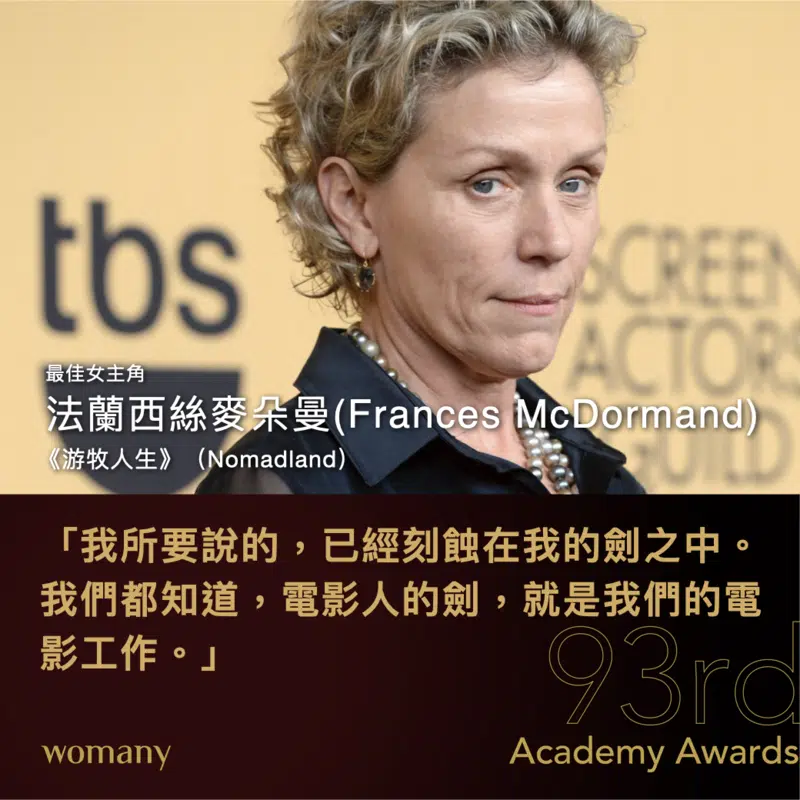 tbs
SCREEN
ACTORS
GUILD
最佳女主角
法蘭西絲麥朵曼(Frances McDormand)
《游牧人生》（Nomadland）
「我所要說的，已經刻蝕在我的劍之中。
我們都知道，電影人的劍，就是我們的電
影工作。」
93rd
Academy Awards
womany